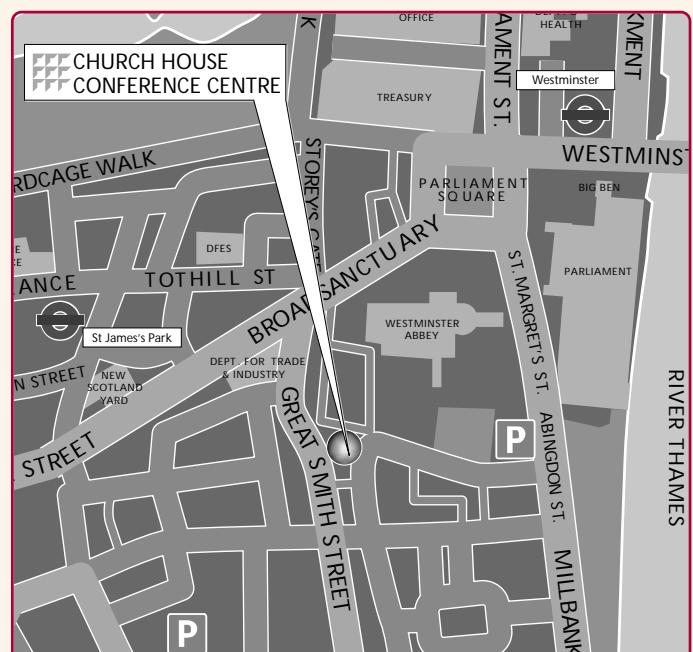 K
OFFICE
AMENT ST.
HEALTH
KMENT
CHURCH HOUSE
CONFERENCE CENTRE
TREASURY
Westminster
WESTMINST
RDCAGE WALK
STOREY'S GATE
PARLIAMENT
SQUARE
BIG BEN
DFES
E
CE
ANCE
TOTHILL ST
BROAD SANCTUARY
PARLIAMENT
ST. MARGRET'S ST.
WESTMINSTER
ABBEY
St James's Park
N STREET
NEW
SCOTLAND
YARD
DEPT FOR TRADE
& INDUSTRY
GREAT SMITH STREET
RIVER THAMES
STREET
P
ABINGDON ST.
MILLBANK
P